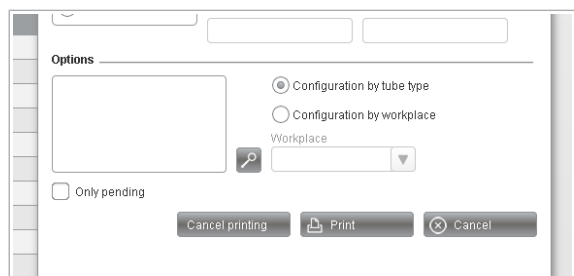 Options
Configuration by tube type
Configuration by workplace
Workplace
Only pending
Cancel printing
Print
Cancel